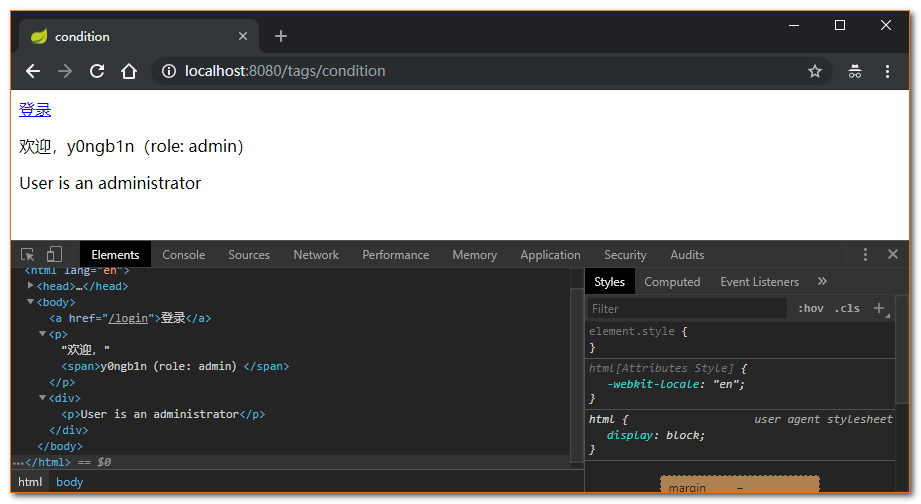 condition
localhost:8080/tags/condition
登录
欢迎，y0ngb1n（role: admin）
User is an administrator
Elements Console Sources Network Performance Memory Application Security Audits
<html lang="en">
<head>…</head>
<body>
<a href="/login">登录</a>
<p>
"欢迎，"
<span>y0ngb1n（role: admin）</span>
</p>
<div>
<p>User is an administrator</p>
</div>
</body>
…</html> == $0
html body
Styles Computed Event Listeners »
Filter :hov .cls +
element.style {
}
html[Attributes Style] {
-webkit-locale: "en";
}
html { user agent stylesheet
display: block;
}
margin –